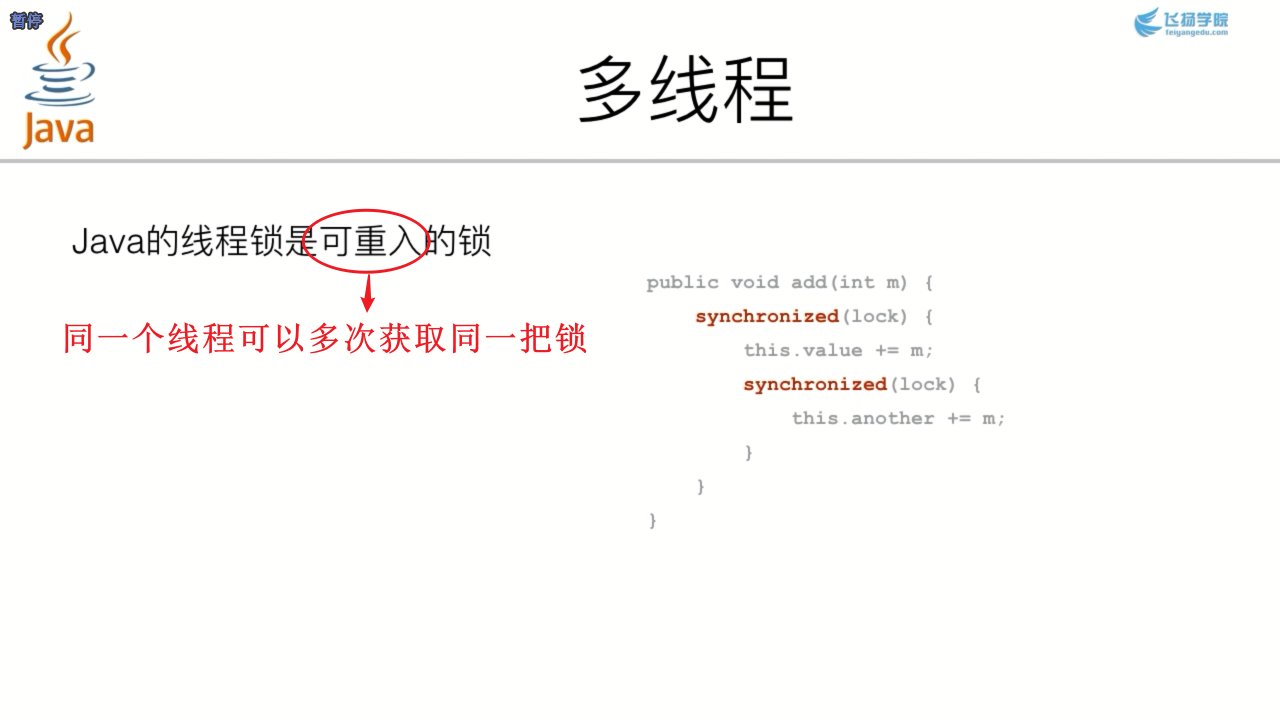 暂停
Java
飞扬学院
feiyangedu.com
多线程
Java的线程锁是可重入的锁
同一个线程可以多次获取同一把锁
public void add(int m) {
    synchronized(lock) {
        this.value += m;
        synchronized(lock) {
            this.another += m;
        }
    }
}